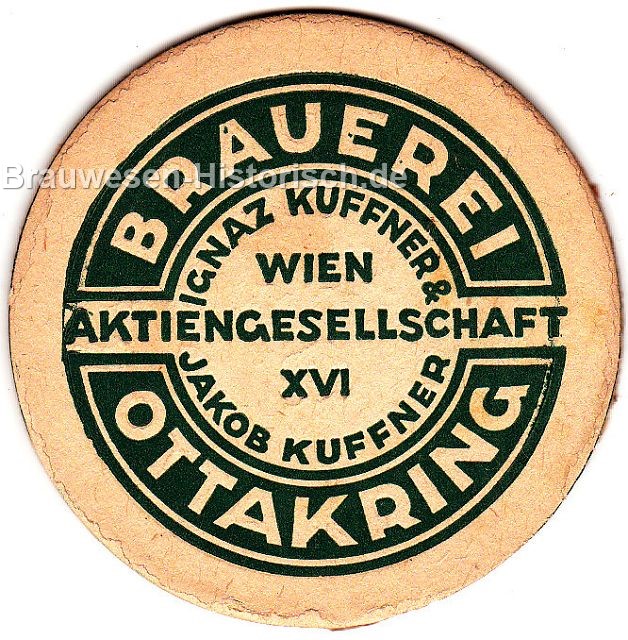 BRAUEREI
IGNAZ KUFFNER &
WIEN
AKTIENGESELLSCHAFT
XVI
JAKOB KUFFNER
OTTAKRING
Brauwesen-Historisch.de